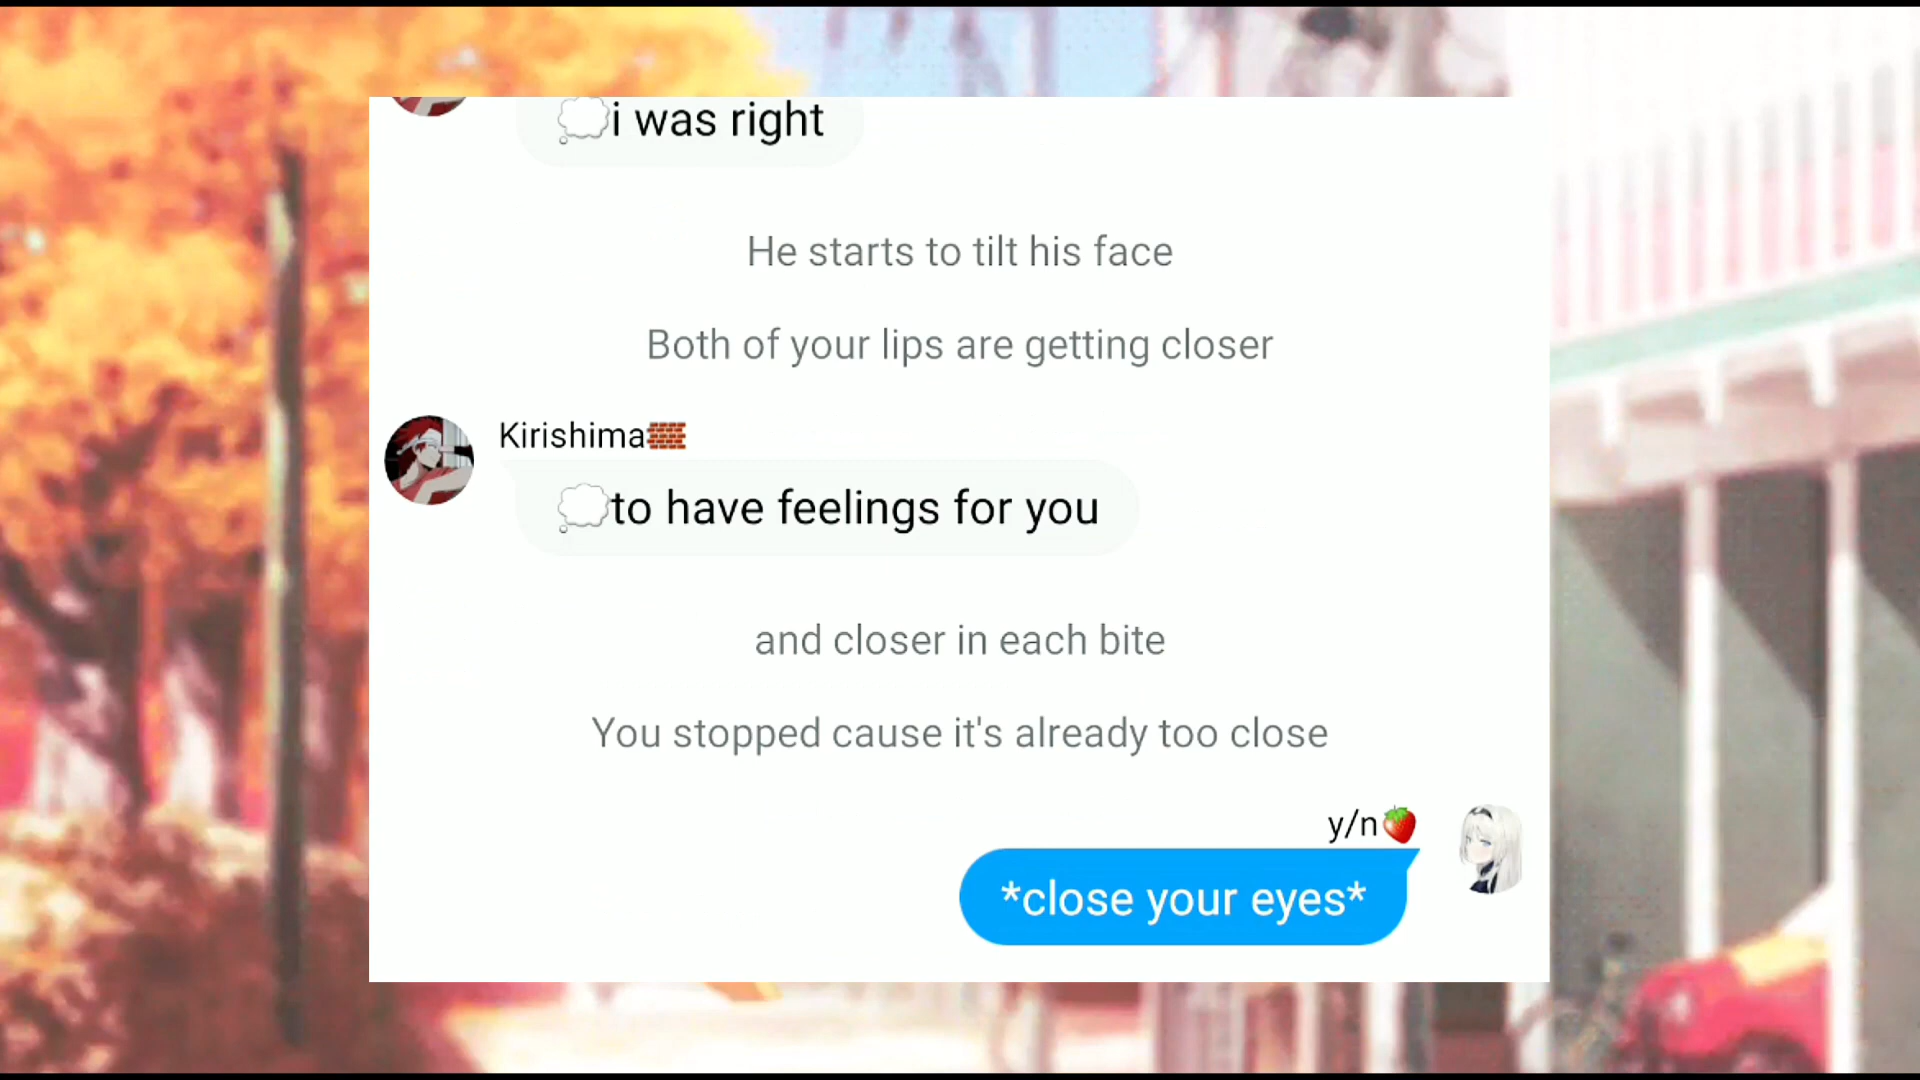 💭i was right
He starts to tilt his face
Both of your lips are getting closer
Kirishima🧱
💭to have feelings for you
and closer in each bite
You stopped cause it's already too close
y/n🍓
*close your eyes*